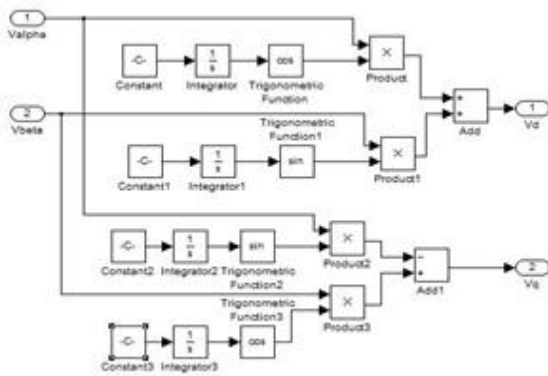 1
Valpha
-C-
Constant
1
s
Integrator
cos
Trigonometric
Function
×
Product
2
Vbeta
Trigonometric
Function1
-C-
Constant1
1
s
Integrator1
sin
×
Product1
+
+
Add
1
Vd
-C-
Constant2
1
s
Integrator2
sin
Trigonometric
Function2
×
Product2
Trigonometric
Function3
-C-
Constant3
1
s
Integrator3
cos
×
Product3
−
+
Add1
2
Vq